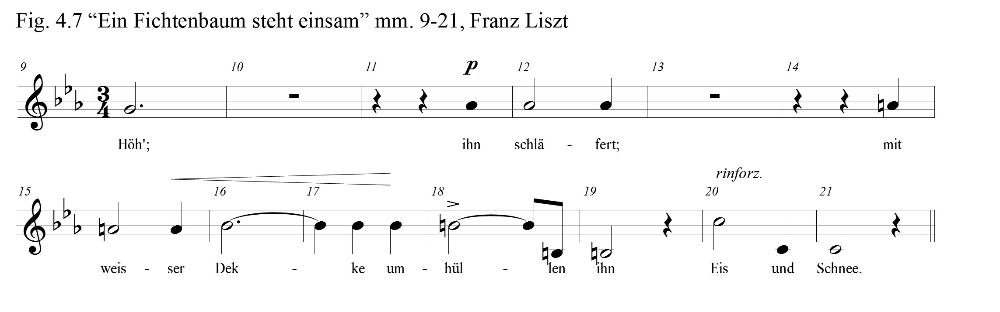 Fig. 4.7 “Ein Fichtenbaum steht einsam” mm. 9-21, Franz Liszt
9 10 11 p 12 13 14
3
4
Höh'; ihn schlä - fert; mit
rinforz.
15 16 17 18 19 20 21
weis - ser Dek - ke um - hül - len ihn Eis und Schnee.